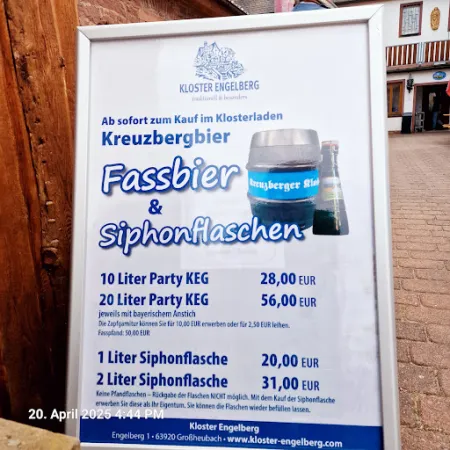 KLOSTER ENGELBERG
traditionell & besonders
Ab sofort zum Kauf im Klosterladen
Kreuzbergbier
Fassbier
&
Siphonflaschen
Kreuzberger Klos
10 Liter Party KEG 28,00 EUR
20 Liter Party KEG 56,00 EUR
jeweils mit bayerischem Anstich
Die Zapfgarnitur können Sie für 10,00 EUR erwerben oder für 2,50 EUR leihen.
Fasspfand: 50,00 EUR
1 Liter Siphonflasche 20,00 EUR
2 Liter Siphonflasche 31,00 EUR
Keine Pfandflaschen – Rückgabe der Flaschen NICHT möglich. Mit dem Kauf der Siphonflasche
erwerben Sie diese als Ihr Eigentum. Sie können die Flaschen wieder befüllen lassen.
20. April 2025 4:44 PM
Kloster Engelberg
Engelberg 1 • 63920 Großheubach • www.kloster-engelberg.com